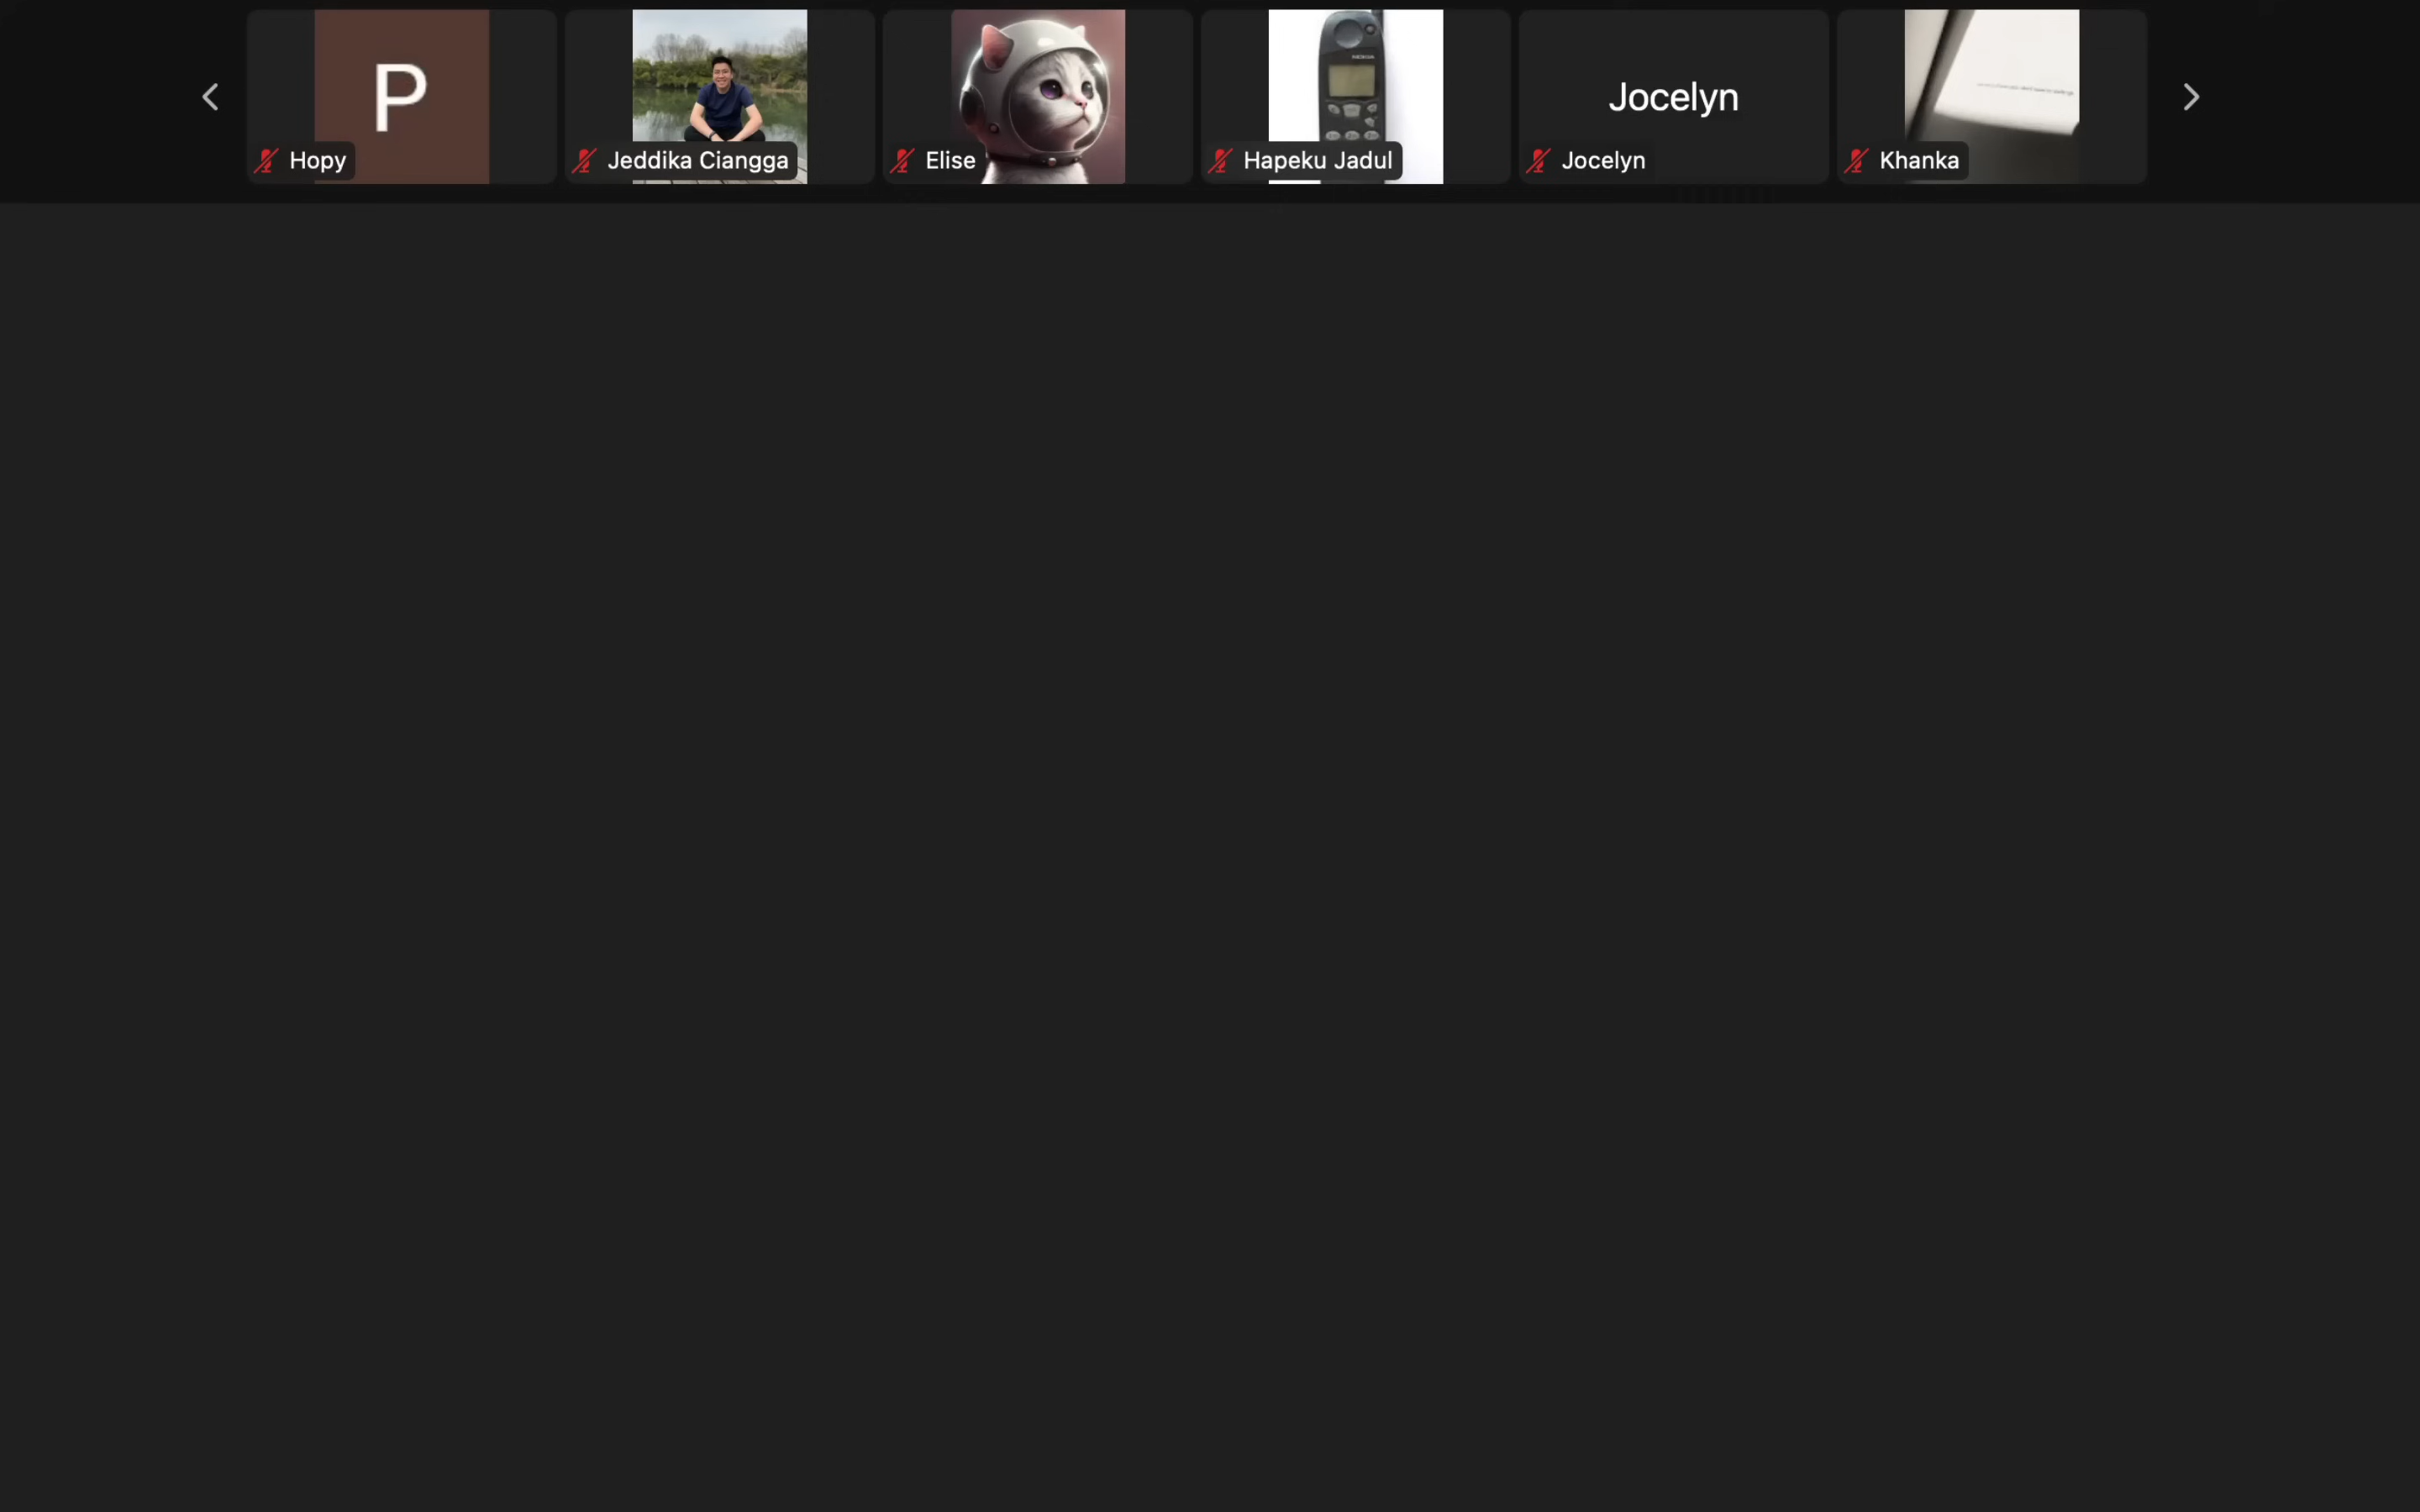 P
Jocelyn
Hopy
Jeddika Ciangga
Elise
Hapeku Jadul
Jocelyn
Khanka